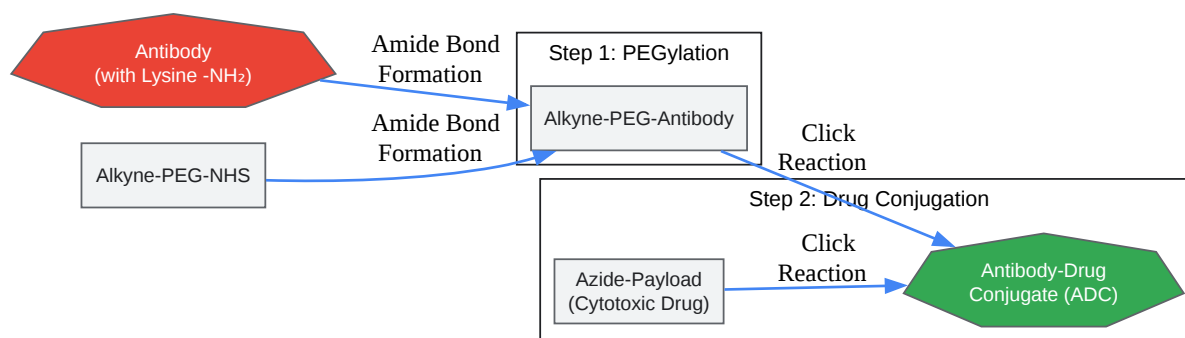 Antibody
(with Lysine -NH₂)
Amide Bond
Formation
Step 1: PEGylation
Alkyne-PEG-Antibody
Amide Bond
Formation
Alkyne-PEG-NHS
Click
Reaction
Step 2: Drug Conjugation
Click
Reaction
Azide-Payload
(Cytotoxic Drug)
Antibody-Drug
Conjugate (ADC)